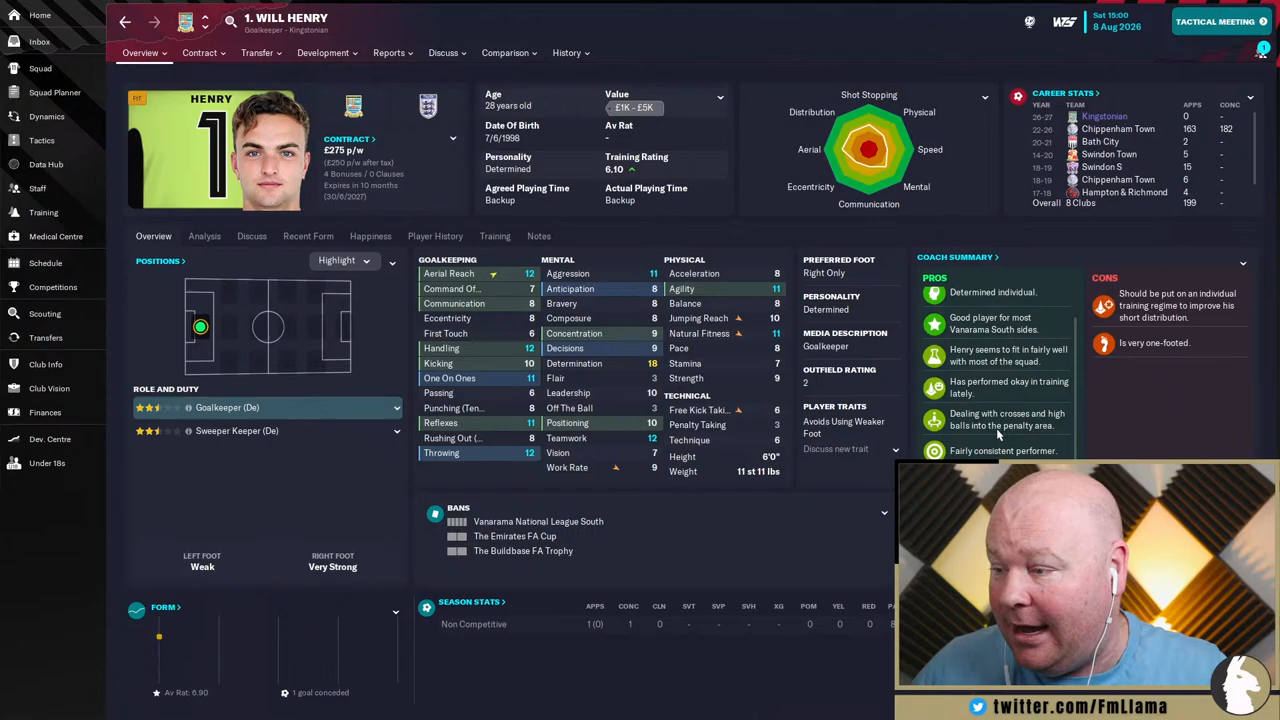 Home
Inbox
Squad
Squad Planner
Dynamics
Tactics
Data Hub
Staff
Training
Medical Centre
Schedule
Competitions
Scouting
Transfers
Club Info
Club Vision
Finances
Dev. Centre
Under 18s
1. WILL HENRY
Goalkeeper - Kingstonian
Sat 15:00
8 Aug 2026
TACTICAL MEETING
1
Overview
Contract
Transfer
Development
Reports
Discuss
Comparison
History
FIT
HENRY
1
CONTRACT >
£275 p/w
(£250 p/w after tax)
4 Bonuses / 0 Clauses
Expires in 10 months
(30/6/2027)
Age
28 years old
Date Of Birth
7/6/1998
Personality
Determined
Agreed Playing Time
Backup
Value
£1K - £5K
Av Rat
-
Training Rating
6.10
Actual Playing Time
Backup
Shot Stopping
Physical
Speed
Mental
Communication
Eccentricity
Aerial
Distribution
CAREER STATS >
YEAR TEAM APPS CONC
26-27 Kingstonian 0 -
22-26 Chippenham Town 163 182
20-21 Bath City 2 -
14-20 Swindon Town 5 -
18-19 Swindon S 15 -
18-19 Chippenham Town 6 -
17-18 Hampton & Richmond 4 -
Overall 8 Clubs 199 -
Overview
Analysis
Discuss
Recent Form
Happiness
Player History
Training
Notes
POSITIONS >
Highlight
ROLE AND DUTY
Goalkeeper (De)
Sweeper Keeper (De)
LEFT FOOT
Weak
RIGHT FOOT
Very Strong
GOALKEEPING
Aerial Reach 12
Command Of... 7
Communication 8
Eccentricity 8
First Touch 6
Handling 12
Kicking 10
One On Ones 11
Passing 6
Punching (Ten... 8
Reflexes 11
Rushing Out (... 8
Throwing 12
MENTAL
Aggression 11
Anticipation 8
Bravery 8
Composure 8
Concentration 9
Decisions 9
Determination 18
Flair 3
Leadership 10
Off The Ball 3
Positioning 10
Teamwork 12
Vision 7
Work Rate 9
PHYSICAL
Acceleration 8
Agility 11
Balance 8
Jumping Reach 10
Natural Fitness 11
Pace 8
Stamina 7
Strength 9
TECHNICAL
Free Kick Taki... 6
Penalty Taking 3
Technique 6
Height 6'0"
Weight 11 st 11 lbs
PREFERRED FOOT
Right Only
PERSONALITY
Determined
MEDIA DESCRIPTION
Goalkeeper
OUTFIELD RATING
2
PLAYER TRAITS
Avoids Using Weaker
Foot
Discuss new trait
COACH SUMMARY >
PROS
Determined individual.
Good player for most
Vanarama South sides.
Henry seems to fit in fairly well
with most of the squad.
Has performed okay in training
lately.
Dealing with crosses and high
balls into the penalty area.
Fairly consistent performer.
CONS
Should be put on an individual
training regime to improve his
short distribution.
Is very one-footed.
BANS
Vanarama National League South
The Emirates FA Cup
The Buildbase FA Trophy
FORM >
Av Rat: 6.90
1 goal conceded
SEASON STATS >
APPS CONC CLN SVT SVP SVH XG POM YEL RED
Non Competitive 1 (0) 1 0 - - - - 0 0 0
twitter.com/FmLlama